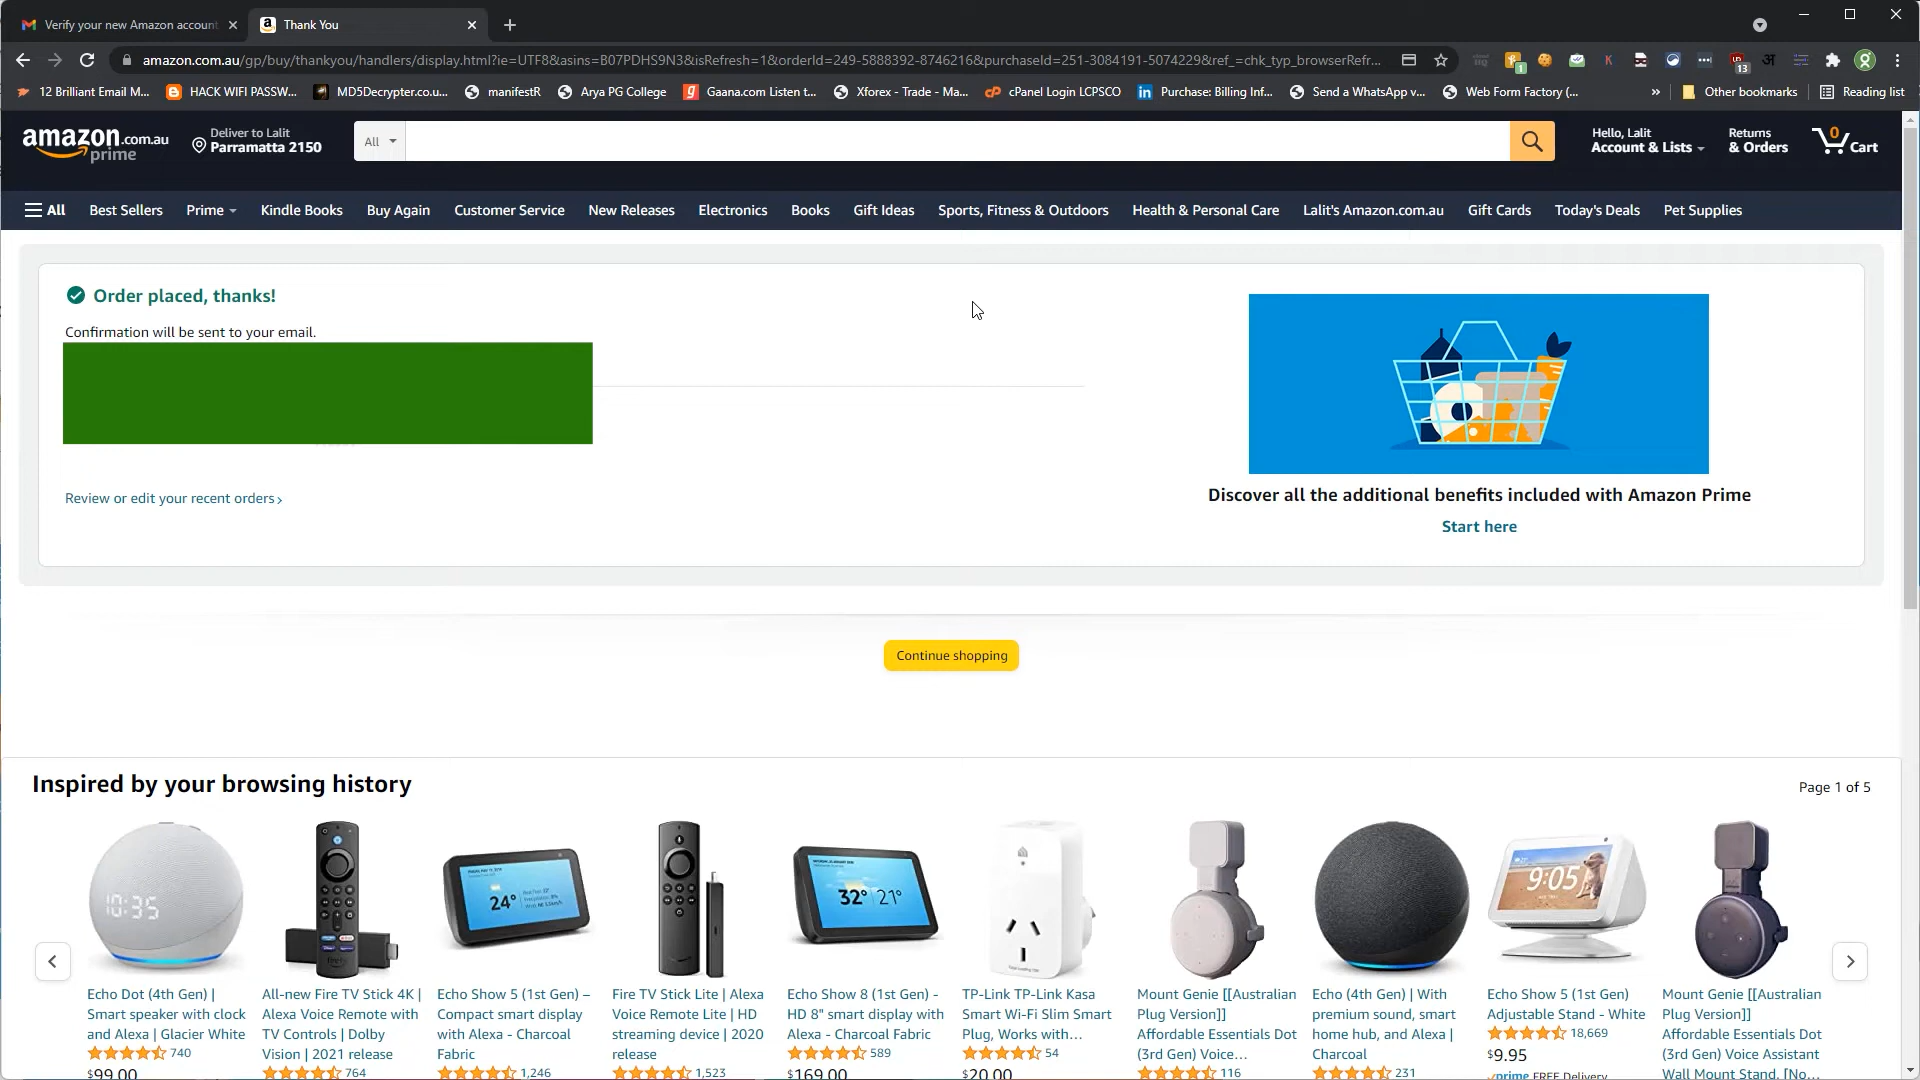 Verify your new Amazon account
Thank You
amazon.com.au/gp/buy/thankyou/handlers/display.html?ie=UTF8&asins=B07PDHS9N3&isRefresh=1&orderId=249-5888392-8746216&purchaseId=251-3084191-5074229&ref_=chk_typ_browserRefr...
12 Brilliant Email M...
HACK WIFI PASSW...
MD5Decrypter.co.u...
manifestR
Arya PG College
Gaana.com Listen t...
Xforex - Trade - Ma...
cPanel Login LCPSCO
Purchase: Billing Inf...
Send a WhatsApp v...
Web Form Factory (...
»
Other bookmarks
Reading list
amazon.com.au
prime
Deliver to Lalit
Parramatta 2150
All
Hello, Lalit
Account & Lists
Returns
& Orders
0
Cart
All
Best Sellers
Prime
Kindle Books
Buy Again
Customer Service
New Releases
Electronics
Books
Gift Ideas
Sports, Fitness & Outdoors
Health & Personal Care
Lalit's Amazon.com.au
Gift Cards
Today's Deals
Pet Supplies
Order placed, thanks!
Confirmation will be sent to your email.
Review or edit your recent orders ›
Discover all the additional benefits included with Amazon Prime
Start here
Continue shopping
Inspired by your browsing history
Page 1 of 5
10:35
24°
32° 21°
9:05
Echo Dot (4th Gen) |
Smart speaker with clock
and Alexa | Glacier White
740
$99.00
All-new Fire TV Stick 4K |
Alexa Voice Remote with
TV Controls | Dolby
Vision | 2021 release
764
Echo Show 5 (1st Gen) –
Compact smart display
with Alexa - Charcoal
Fabric
1,246
Fire TV Stick Lite | Alexa
Voice Remote Lite | HD
streaming device | 2020
release
1,523
Echo Show 8 (1st Gen) -
HD 8" smart display with
Alexa - Charcoal Fabric
589
$169.00
TP-Link TP-Link Kasa
Smart Wi-Fi Slim Smart
Plug, Works with...
54
$20.00
Mount Genie [[Australian
Plug Version]]
Affordable Essentials Dot
(3rd Gen) Voice...
116
Echo (4th Gen) | With
premium sound, smart
home hub, and Alexa |
Charcoal
231
Echo Show 5 (1st Gen)
Adjustable Stand - White
18,669
$9.95
prime FREE Delivery
Mount Genie [[Australian
Plug Version]]
Affordable Essentials Dot
(3rd Gen) Voice Assistant
Wall Mount Stand, [No...